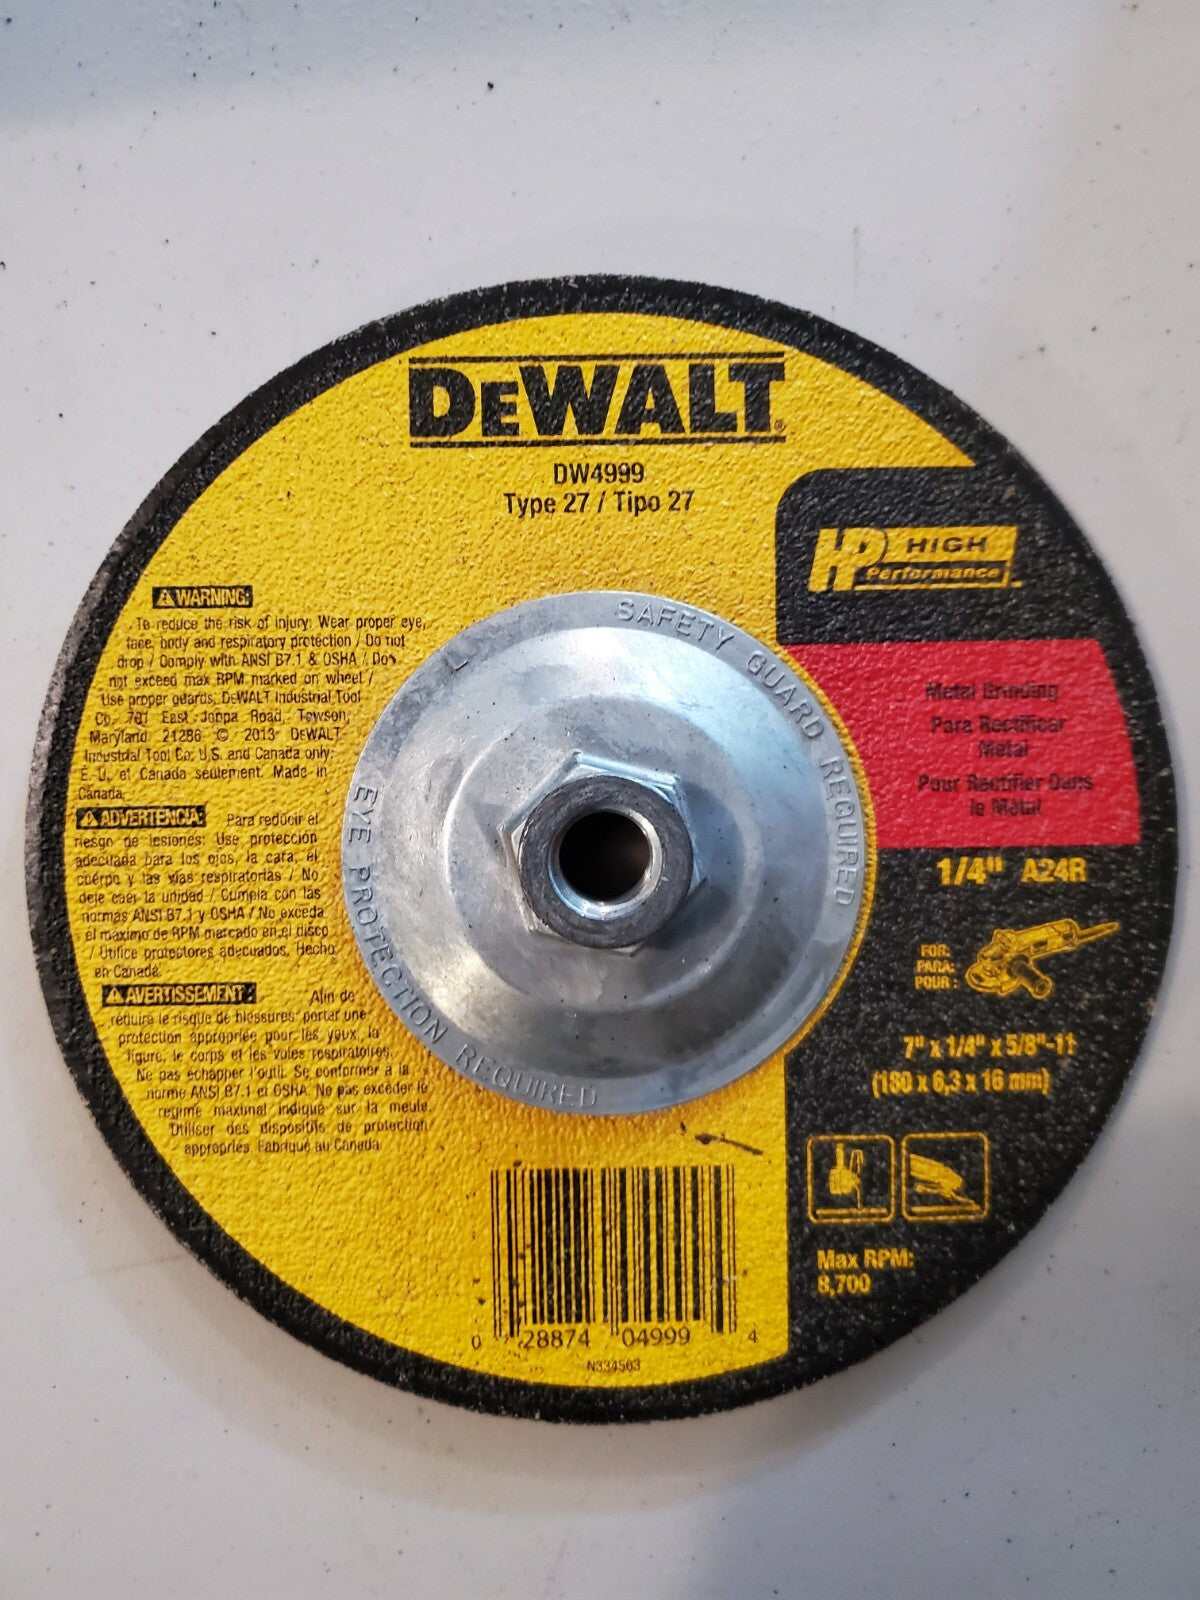 DEWALT®
DW4999
Type 27 / Tipo 27
HP HIGH
Performance™
Metal Grinding
Para Rectificar
Metal
Pour Rectifier Dans
le Métal
1/4" A24R
FOR:
PARA:
POUR :
7" x 1/4" x 5/8"-11
(180 x 6,3 x 16 mm)
Max RPM:
8,700
WARNING:
To reduce the risk of injury: Wear proper eye,
face, body and respiratory protection / Do not
drop / Comply with ANSI B7.1 & OSHA / Do
not exceed max RPM marked on wheel /
Use proper guards. DEWALT Industrial Tool
Co. 701 East Joppa Road, Towson,
Maryland 21286 © 2013 DEWALT
Industrial Tool Co. U.S. and Canada only
É.-U. et Canada seulement. Made in
Canada.
ADVERTENCIA: Para reducir el
riesgo de lesiones: Use protección
adecuada para los ojos, la cara, el
cuerpo y las vías respiratorias / No
deje caer la unidad / Cumpla con las
normas ANSI B7.1 y OSHA / No exceda
el máximo de RPM marcado en el disco
/ Utilice protectores adecuados. Hecho
en Canadá.
AVERTISSEMENT: Afin de
réduire le risque de blessures: porter une
protection appropriée pour les yeux, la
figure, le corps et les voies respiratoires.
Ne pas échapper l'outil. Se conformer à la
norme ANSI B7.1 et OSHA. Ne pas excéder le
régime maximal indiqué sur la meule.
Utiliser des dispositifs de protection
appropriés. Fabriqué au Canada.
SAFETY GUARD REQUIRED
EYE PROTECTION REQUIRED
L
0 28874 04999 4
N334563